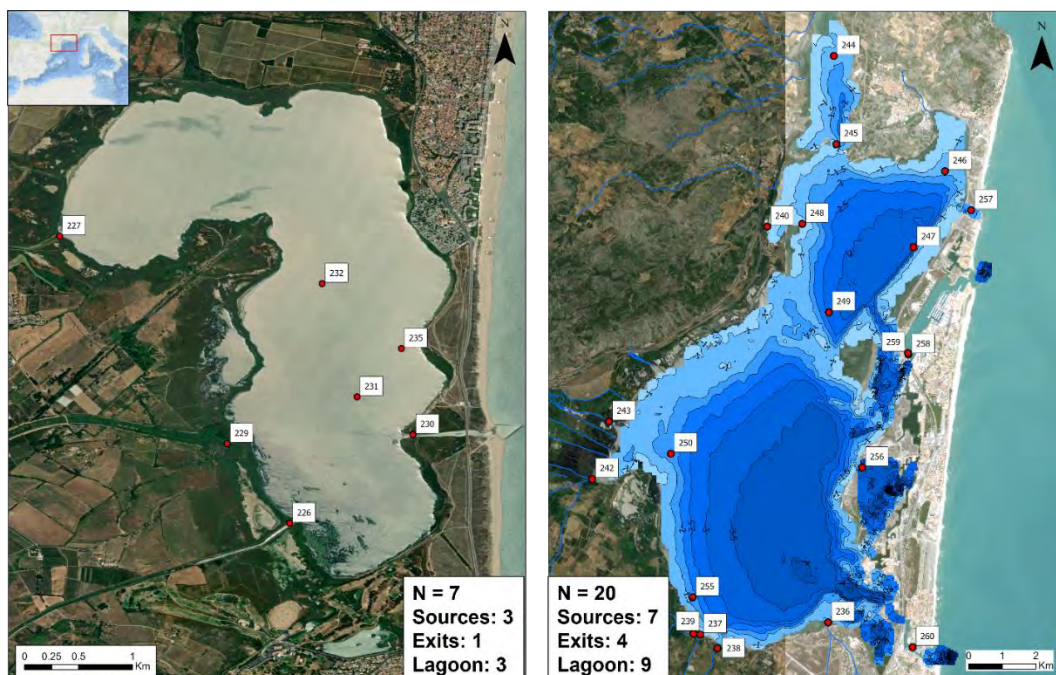 N
227
232
235
231
230
229
226
N = 7
Sources: 3
Exits: 1
Lagoon: 3
0 0.25 0.5 1
Km
N
244
245
246
257
240
248
247
249
259
258
243
250
242
256
255
239
237
236
238
260
N = 20
Sources: 7
Exits: 4
Lagoon: 9
0 1 2
Km